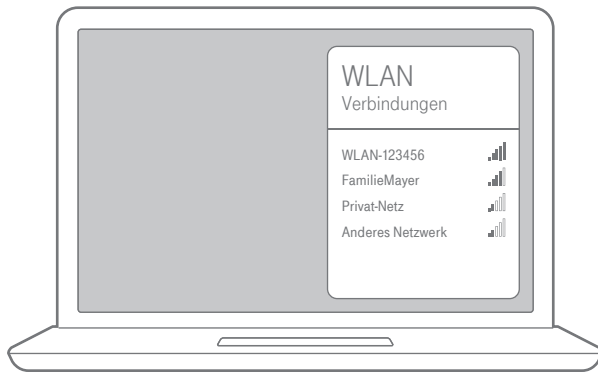 WLAN
Verbindungen
WLAN-123456
FamilieMayer
Privat-Netz
Anderes Netzwerk